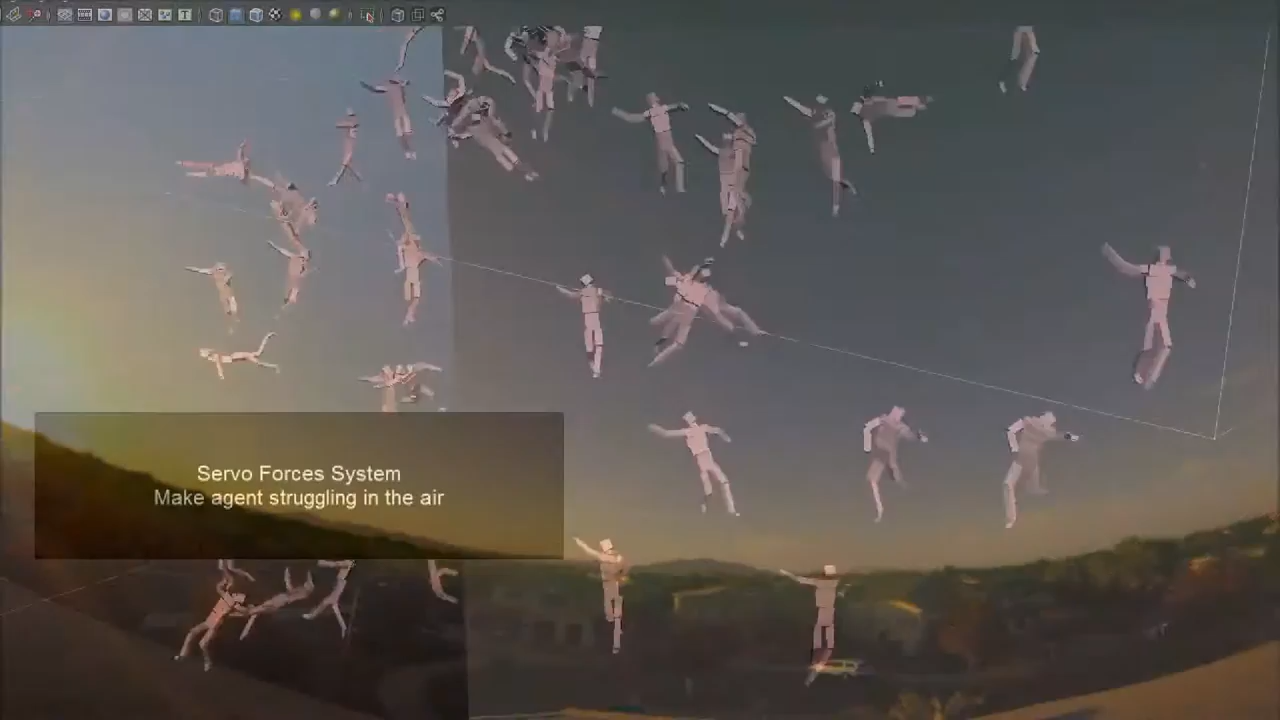 Servo Forces System
Make agent struggling in the air